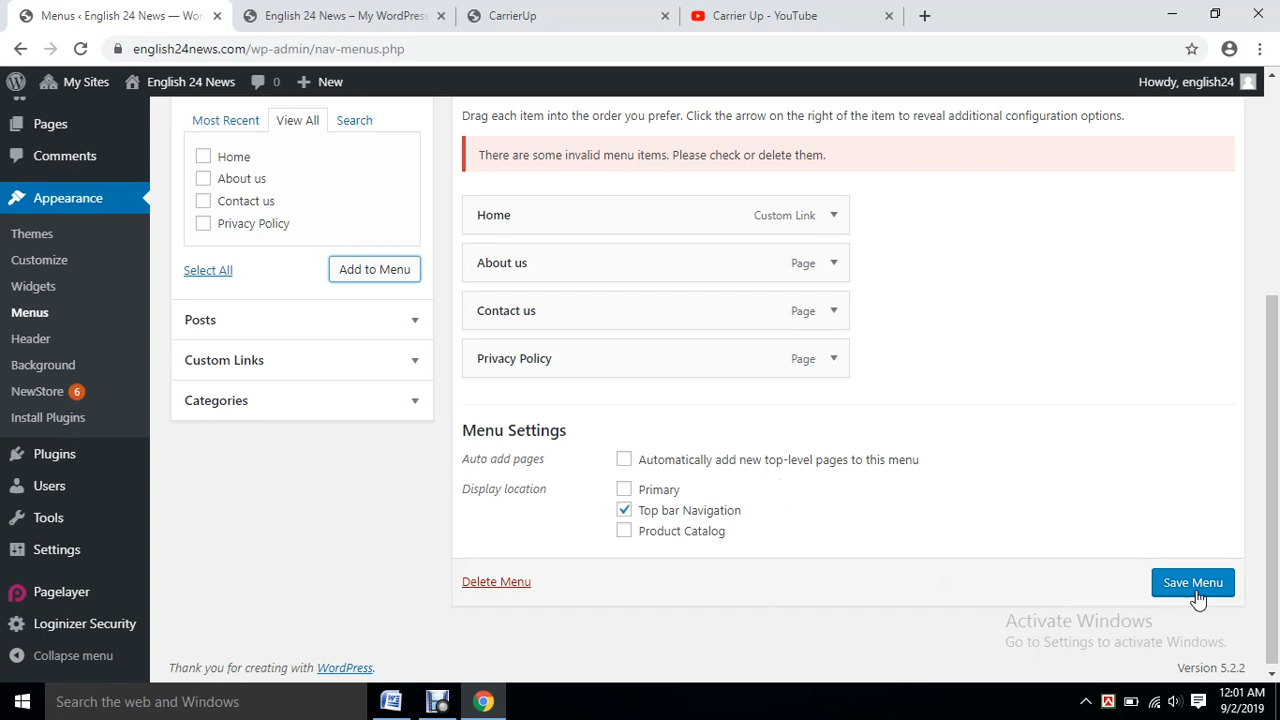 Menus ‹ English 24 News — Wor
English 24 News – My WordPress
CarrierUp
Carrier Up - YouTube
english24news.com/wp-admin/nav-menus.php
My Sites
English 24 News
0
New
Howdy, english24
Pages
Comments
Appearance
Themes
Customize
Widgets
Menus
Header
Background
NewStore 6
Install Plugins
Plugins
Users
Tools
Settings
Pagelayer
Loginizer Security
Collapse menu
Most Recent
View All
Search
Home
About us
Contact us
Privacy Policy
Select All
Add to Menu
Posts
Custom Links
Categories
Drag each item into the order you prefer. Click the arrow on the right of the item to reveal additional configuration options.
There are some invalid menu items. Please check or delete them.
Home Custom Link
About us Page
Contact us Page
Privacy Policy Page
Menu Settings
Auto add pages
Automatically add new top-level pages to this menu
Display location
Primary
Top bar Navigation
Product Catalog
Delete Menu
Save Menu
Activate Windows
Go to Settings to activate Windows.
Thank you for creating with WordPress.
Version 5.2.2
Search the web and Windows
12:01 AM
9/2/2019